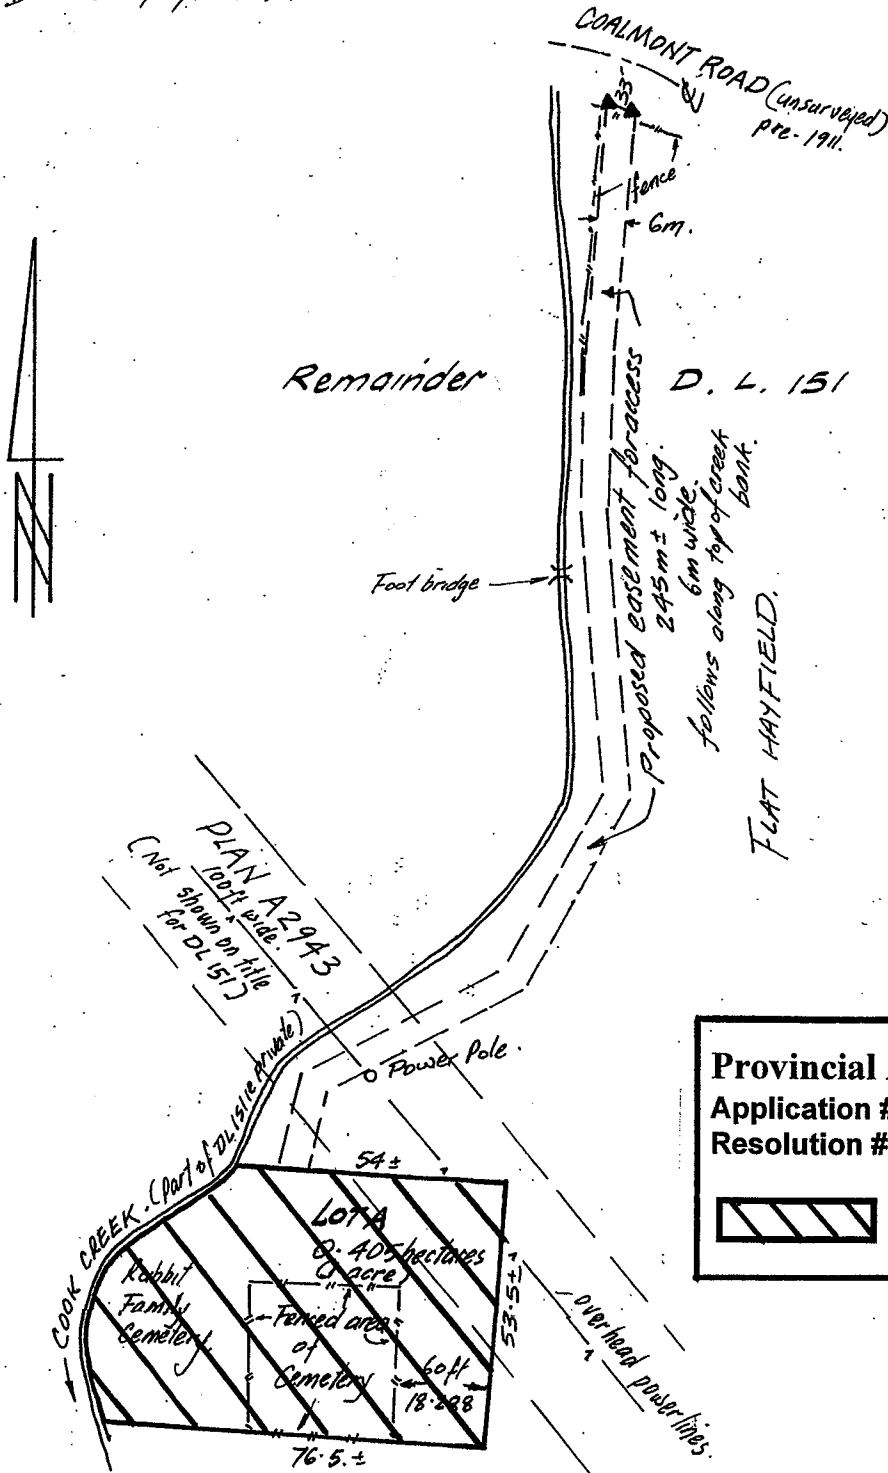 COALMONT ROAD (unsurveyed)
pre-1911.
33'
fence
6m.
Remainder
D. L. 151
Proposed easement for access
245m ± long.
6m wide.
follows along top of creek
bank.
FLAT HAYFIELD.
Foot bridge
PLAN A2943
100ft wide.
(Not shown on title
for DL 151)
Power Pole.
COOK CREEK. (Part of DL 151 ie private)
54 ±
LOT A
0.405 hectares
(1 acre)
Rabbit
Family
Cemetery
Fenced area
of
Cemetery
60ft
18.288
53.5 ±
76.5. ±
overhead powerlines.
Provincial
Application #
Resolution #